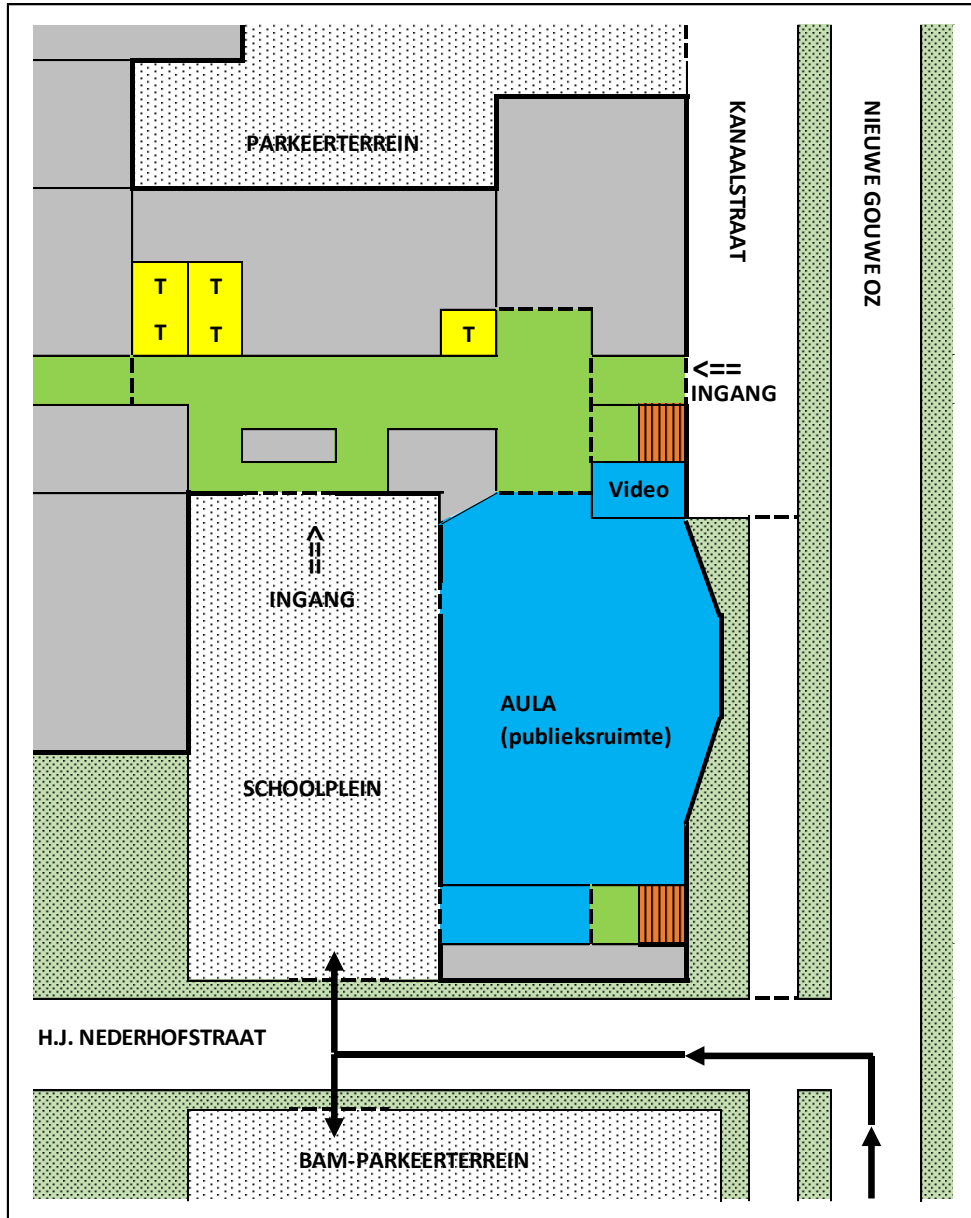 PARKEERTERREIN
KANAALSTRAAT
NIEUWE GOUWE OZ
T T
T T
T
<==
INGANG
Video
<==
INGANG
AULA
(publieksruimte)
SCHOOLPLEIN
H.J. NEDERHOFSTRAAT
BAM-PARKEERTERREIN